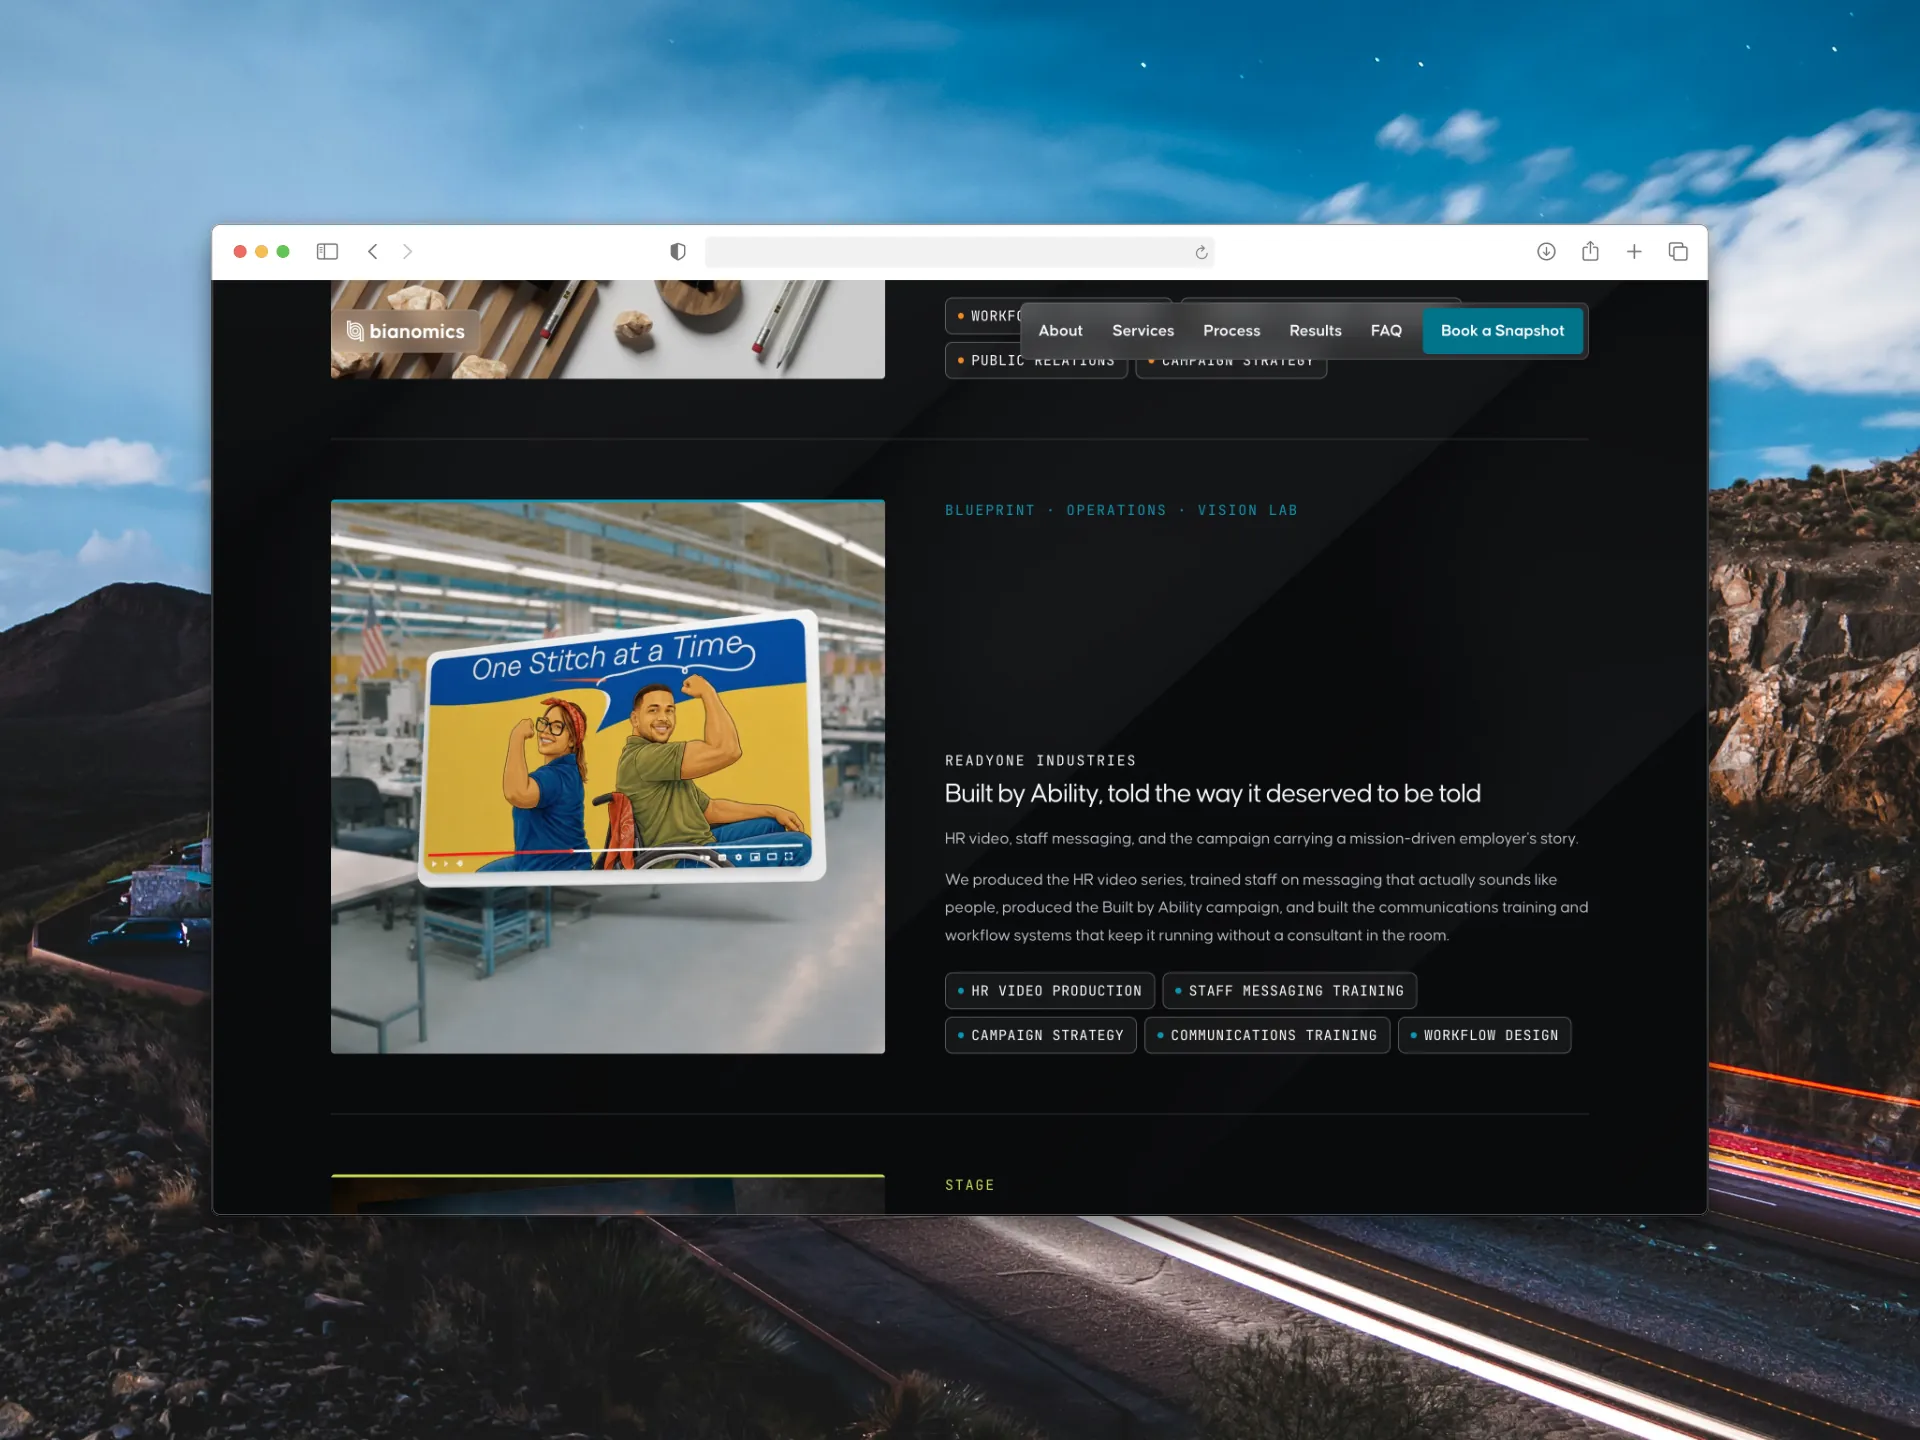 WORKFO
bianomics
About Services Process Results FAQ Book a Snapshot
PUBLIC RELATIONS CAMPAIGN STRATEGY
BLUEPRINT · OPERATIONS · VISION LAB
One Stitch at a Time
READYONE INDUSTRIES
Built by Ability, told the way it deserved to be told
HR video, staff messaging, and the campaign carrying a mission-driven employer's story.
We produced the HR video series, trained staff on messaging that actually sounds like
people, produced the Built by Ability campaign, and built the communications training and
workflow systems that keep it running without a consultant in the room.
HR VIDEO PRODUCTION STAFF MESSAGING TRAINING
CAMPAIGN STRATEGY COMMUNICATIONS TRAINING WORKFLOW DESIGN
STAGE